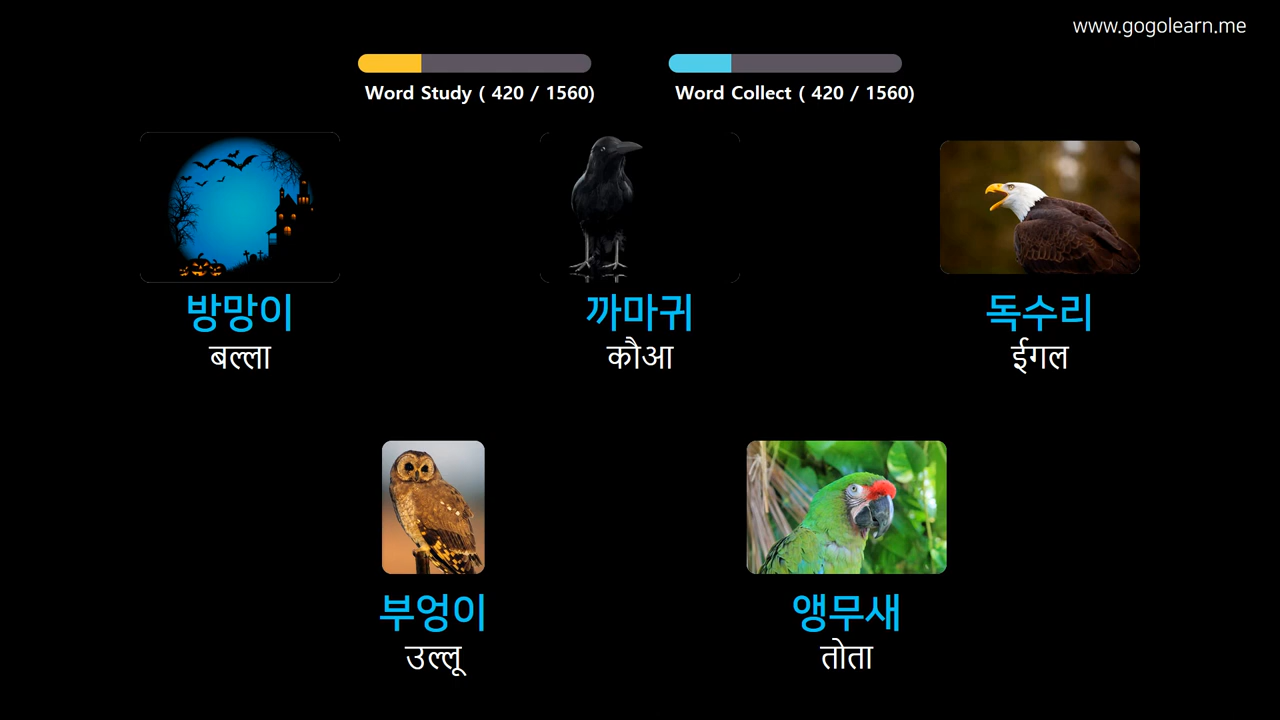 www.gogolearn.me
Word Study ( 420 / 1560)
Word Collect ( 420 / 1560)
방망이
बल्ला
까마귀
कौआ
독수리
ईगल
부엉이
उल्लू
앵무새
तोता